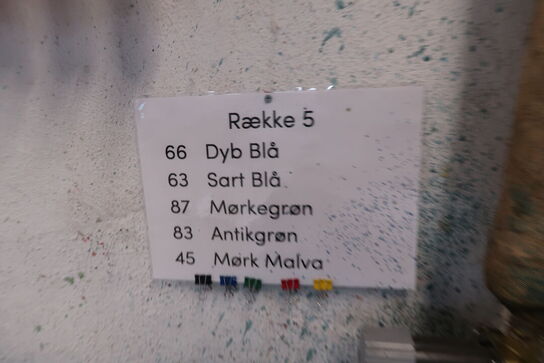 Række 5
66 Dyb Blå
63 Sart Blå
87 Mørkegrøn
83 Antikgrøn
45 Mørk Malva